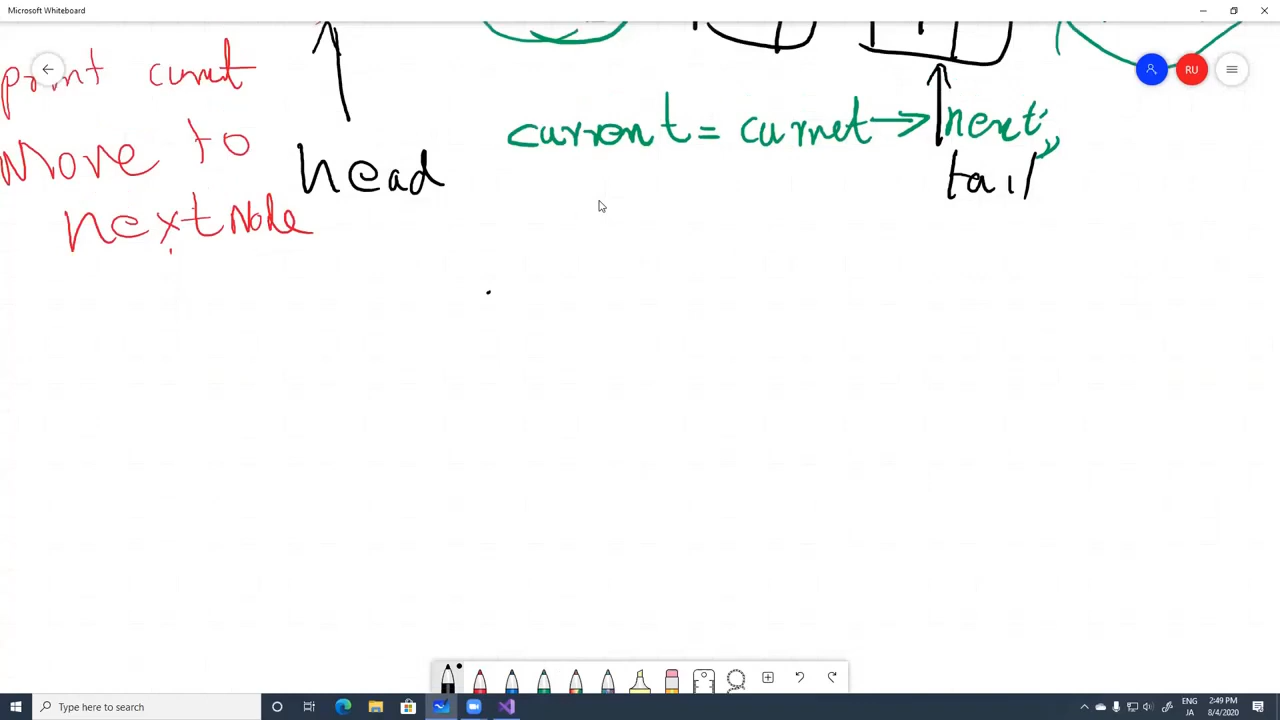 Microsoft Whiteboard
print curnt
Move to
nextNode
head
current = curnet → next;
tail
RU
Type here to search
ENG
JA
2:49 PM
8/4/2020